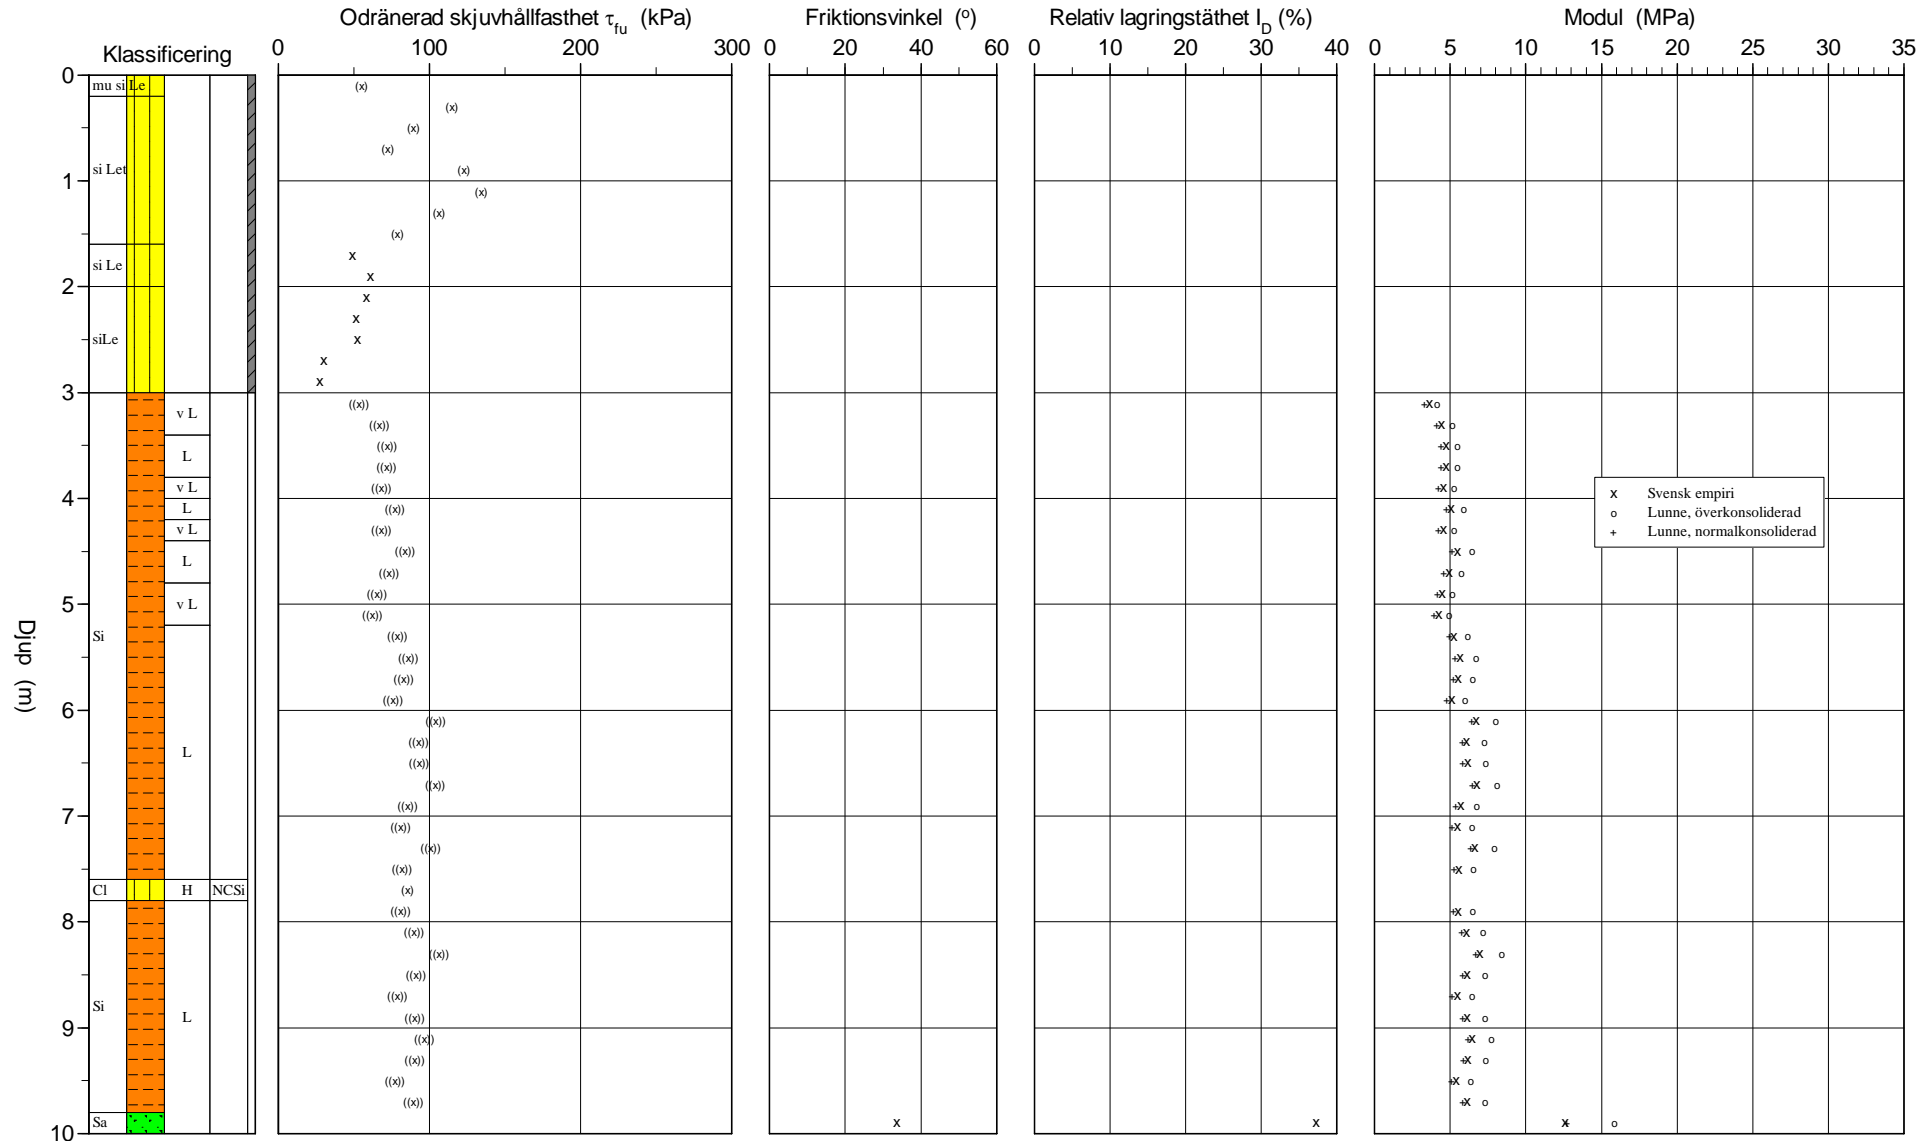 Odränerad skjuvhållfasthet τfu (kPa)
Friktionsvinkel (o)
Relativ lagringstäthet ID (%)
Modul (MPa)
Klassificering
0 100 200 300
0 20 40 60
0 10 20 30 40
0 5 10 15 20 25 30 35
Djup (m)
0
1
2
3
4
5
6
7
8
9
10
mu si Le
si Let
si Le
siLe
Si
Cl
Si
Sa
v L
L
v L
L
v L
L
v L
L
H
L
NCSi
x Svensk empiri
o Lunne, överkonsoliderad
+ Lunne, normalkonsoliderad